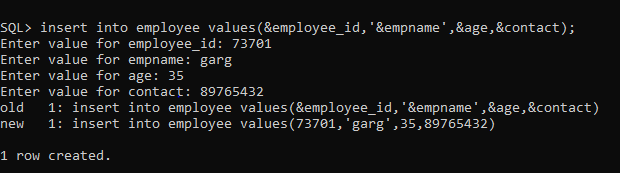 SQL> insert into employee values(&employee_id,'&empname',&age,&contact);
Enter value for employee_id: 73701
Enter value for empname: garg
Enter value for age: 35
Enter value for contact: 89765432
old   1: insert into employee values(&employee_id,'&empname',&age,&contact)
new   1: insert into employee values(73701,'garg',35,89765432)
1 row created.